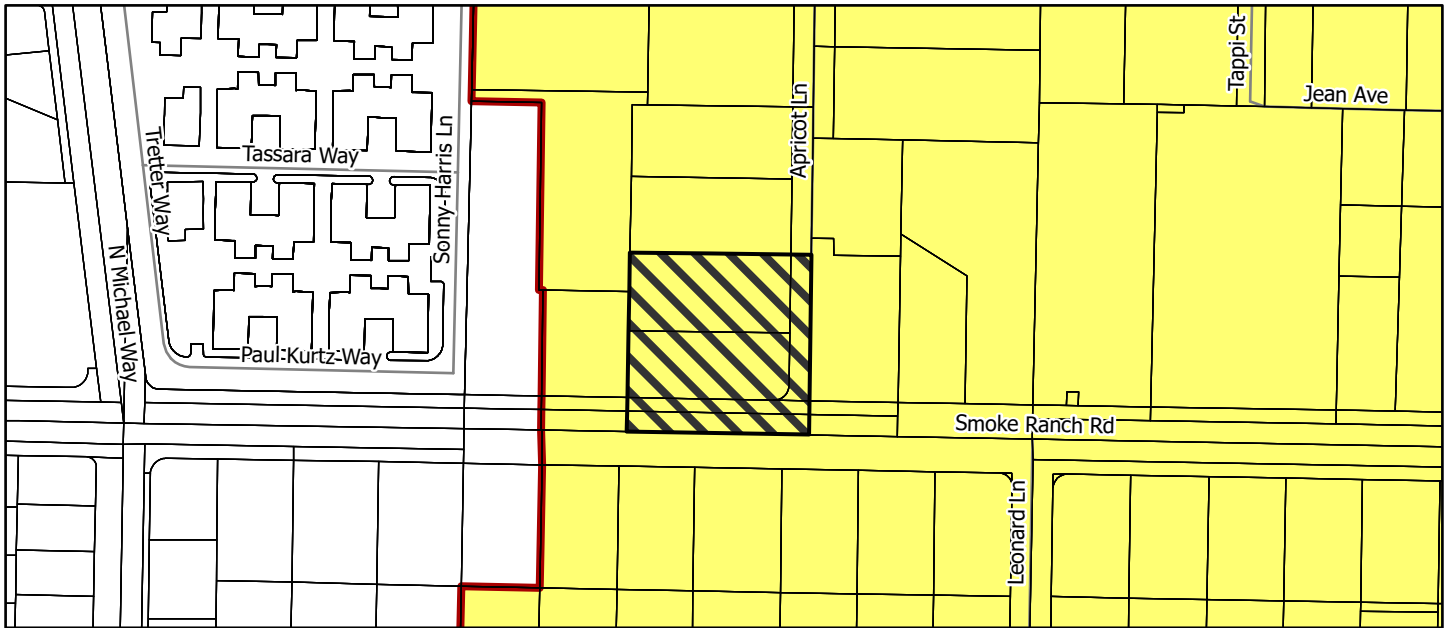 Tappi-St
Jean Ave
Apricot Ln
Tretter Way
Tassara Way
Sonny-Harris Ln
N Michael-Way
Paul-Kurtz-Way
Smoke Ranch Rd
Leonard Ln